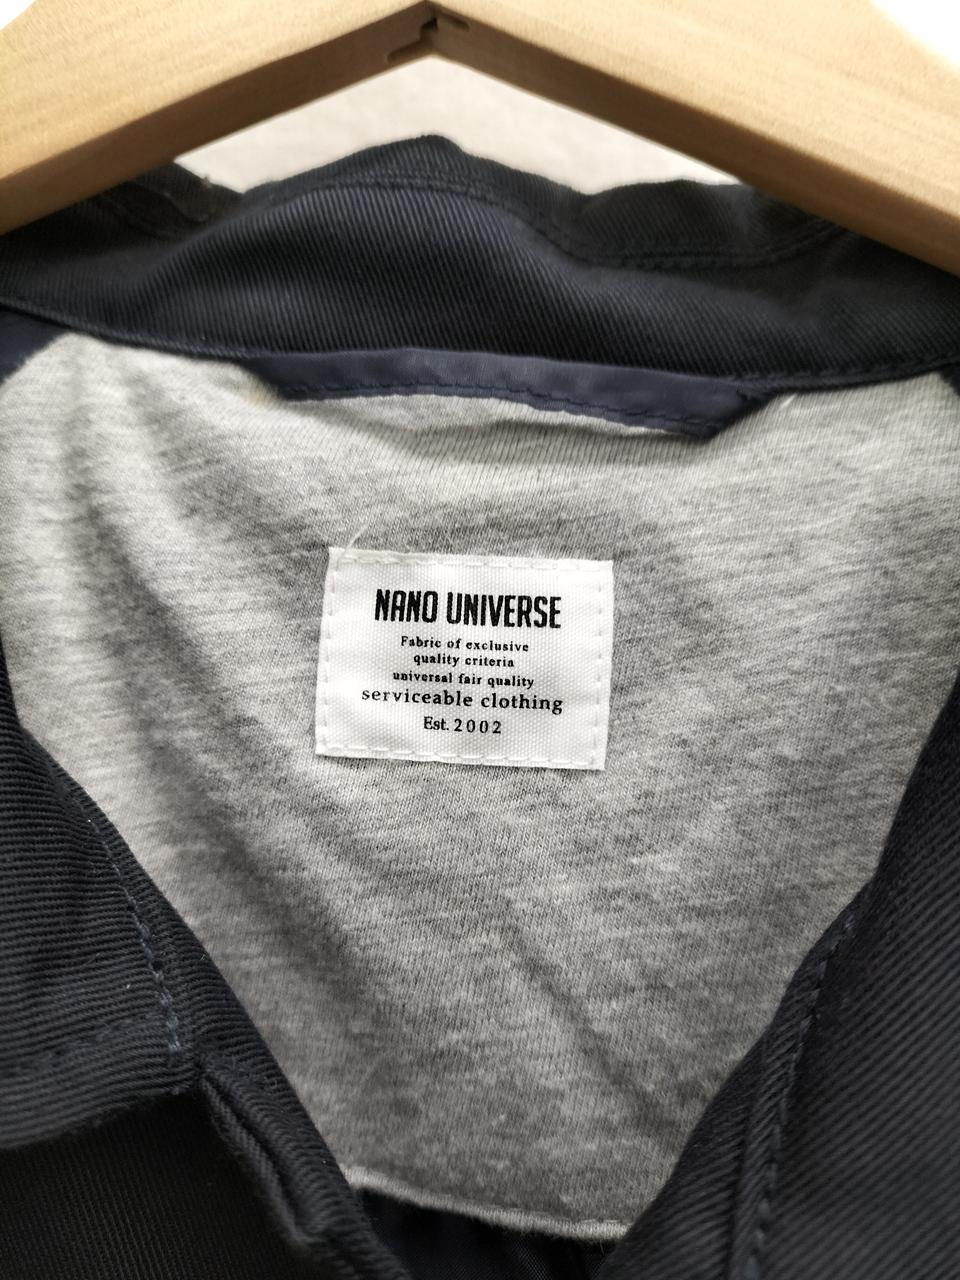 NANO UNIVERSE
Fabric of exclusive
quality criteria
universal fair quality
serviceable clothing
Est. 2002